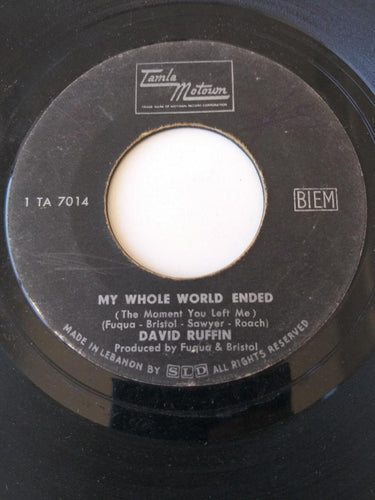 Tamla
Motown
TRADE MARK OF MOTOWN RECORD CORPORATION
1 TA 7014
BIEM
MY WHOLE WORLD ENDED
(The Moment You Left Me)
(Fuqua - Bristol - Sawyer - Roach)
DAVID RUFFIN
Produced by Fuqua & Bristol
MADE IN LEBANON BY SLD ALL RIGHTS RESERVED